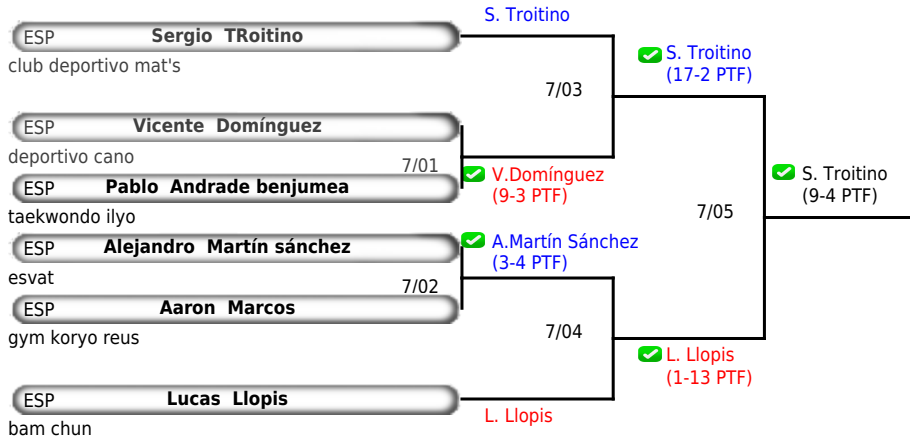 S. Troitino
ESP Sergio TRoitino
club deportivo mat's
S. Troitino
(17-2 PTF)
7/03
ESP Vicente Domínguez
deportivo cano
7/01
V.Domínguez
(9-3 PTF)
ESP Pablo Andrade benjumea
taekwondo ilyo
S. Troitino
(9-4 PTF)
7/05
ESP Alejandro Martín sánchez
esvat
A.Martín Sánchez
(3-4 PTF)
7/02
ESP Aaron Marcos
gym koryo reus
7/04
L. Llopis
(1-13 PTF)
ESP Lucas Llopis
bam chun
L. Llopis